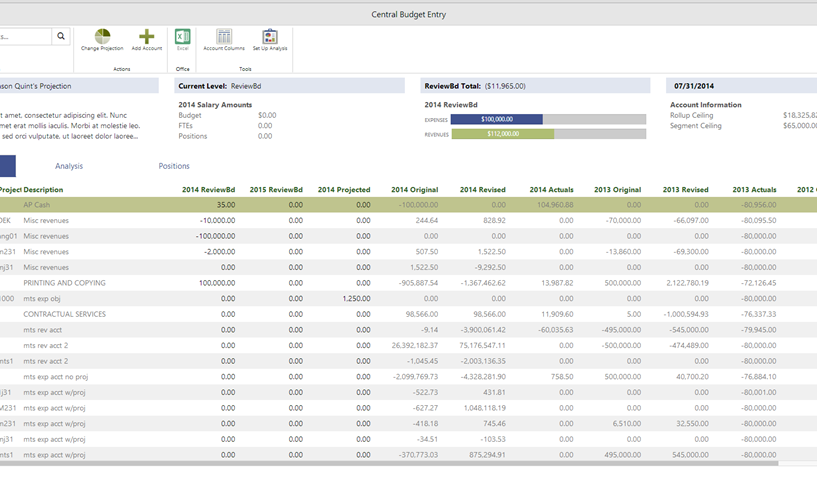 Central Budget Entry
s...
Change Projection Add Account Excel Account Columns Set Up Analysis
Actions Office Tools
son Quint's Projection Current Level: ReviewBd ReviewBd Total: ($11,965.00) 07/31/2014
t amet, consectetur adipiscing elit. Nunc
met erat mollis iaculis. Morbi at molestie leo.
sed orci vulputate, ut laoreet dolor laoree...
2014 Salary Amounts
Budget $0.00
FTEs 0.00
Positions 0.00
2014 ReviewBd
EXPENSES $100,000.00
REVENUES $112,000.00
Account Information
Rollup Ceiling $18,325.8
Segment Ceiling $65,000.0
Analysis Positions
Project Description 2014 ReviewBd 2015 ReviewBd 2014 Projected 2014 Original 2014 Revised 2014 Actuals 2013 Original 2013 Revised 2013 Actuals 2012
AP Cash 35.00 0.00 0.00 -100,000.00 0.00 104,960.88 0.00 0.00 -80,956.00
DEK Misc revenues -10,000.00 0.00 0.00 244.64 828.92 0.00 -70,000.00 -66,097.00 -80,095.50
ng01 Misc revenues -100,000.00 0.00 0.00 0.00 0.00 0.00 0.00 0.00 -80,000.00
n231 Misc revenues -2,000.00 0.00 0.00 507.50 1,522.50 0.00 -13,860.00 -69,300.00 -80,000.00
nj31 Misc revenues 0.00 0.00 0.00 1,522.50 -9,292.50 0.00 0.00 0.00 -80,000.00
PRINTING AND COPYING 100,000.00 0.00 0.00 -905,887.54 -1,367,462.62 13,987.82 500,000.00 2,122,780.19 -72,126.45
1000 mts exp obj 0.00 0.00 1,250.00 0.00 0.00 0.00 0.00 0.00 -80,000.00
CONTRACTUAL SERVICES 0.00 0.00 0.00 98,566.00 98,566.00 11,909.60 5.00 -1,000,594.93 -76,337.33
mts rev acct 0.00 0.00 0.00 -9.14 -3,900,061.42 -60,035.63 -495,000.00 -545,000.00 -79,945.00
mts rev acct 2 0.00 0.00 0.00 26,392,182.37 75,176,547.11 0.00 -500,000.00 -474,489.00 -80,000.00
mts1 mts rev acct 2 0.00 0.00 0.00 -1,045.45 -2,003,136.35 0.00 0.00 0.00 -80,000.00
mts exp acct no proj 0.00 0.00 0.00 -2,099,769.73 -4,328,281.90 758.50 500,000.00 40,700.20 -76,884.10
j31 mts exp acct w/proj 0.00 0.00 0.00 -522.73 431.81 0.00 0.00 0.00 -80,001.00
M231 mts exp acct w/proj 0.00 0.00 0.00 -627.27 1,048,118.19 0.00 0.00 0.00 -80,000.00
n231 mts exp acct w/proj 0.00 0.00 0.00 -418.18 745.46 0.00 6,510.00 32,550.00 -80,000.00
nj31 mts exp acct w/proj 0.00 0.00 0.00 -34.51 -103.53 0.00 0.00 0.00 -80,000.00
mts1 mts exp acct w/proj 0.00 0.00 0.00 -370,773.03 875,294.91 0.00 495,000.00 545,000.00 -80,000.00